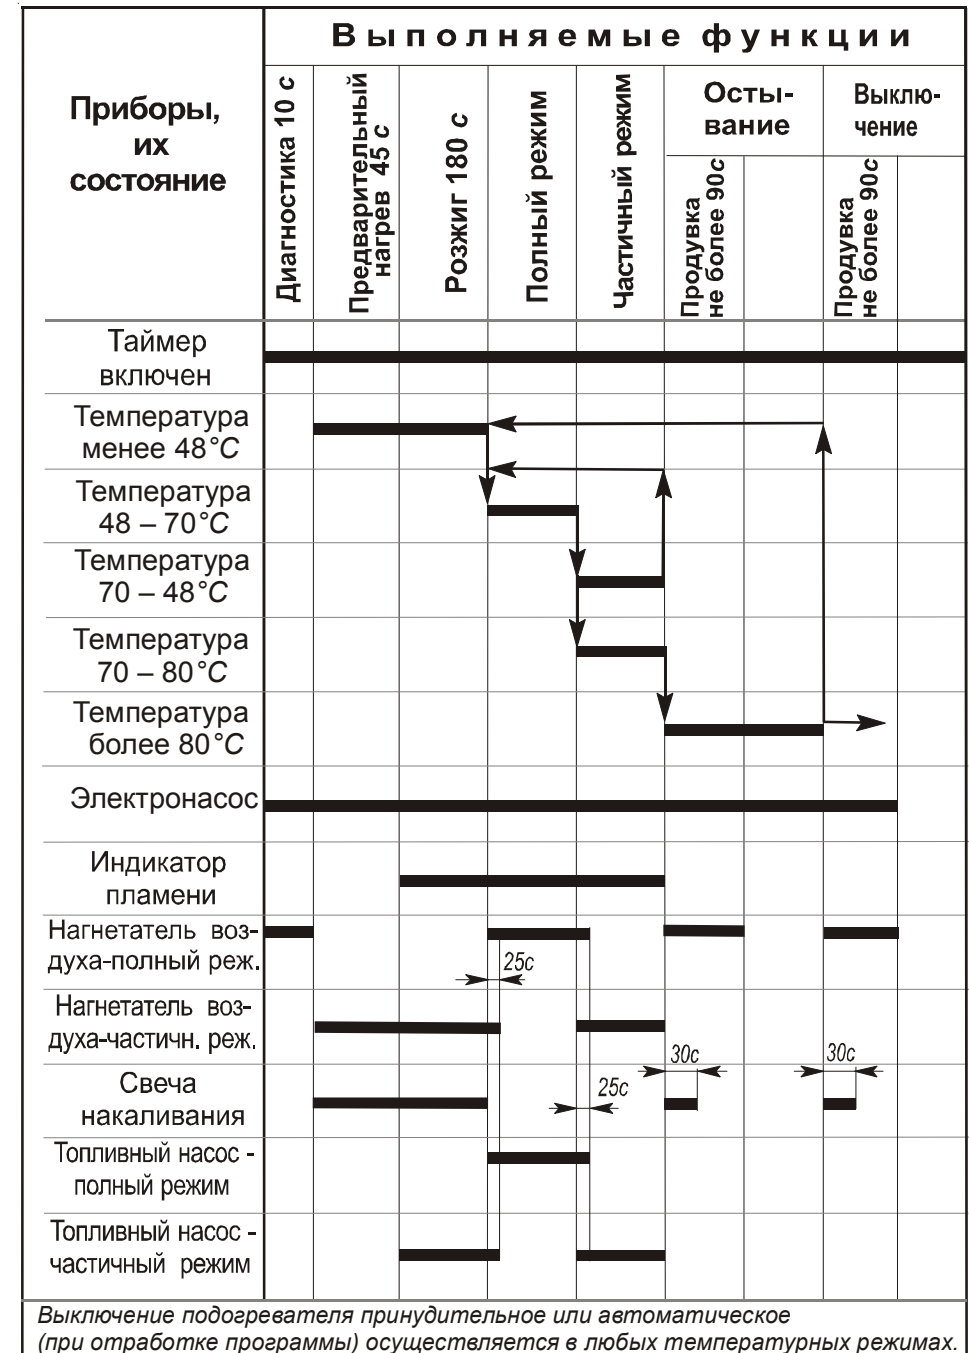 Выполняемые функции
Приборы,
их
состояние
Диагностика 10 с
Предварительный
нагрев 45 с
Розжиг 180 с
Полный режим
Частичный режим
Осты-
вание
Выклю-
чение
Продувка
не более 90с
Продувка
не более 90с
Таймер
включен
Температура
менее 48°С
Температура
48 – 70°С
Температура
70 – 48°С
Температура
70 – 80°С
Температура
более 80°С
Электронасос
Индикатор
пламени
Нагнетатель воз-
духа-полный реж.
25с
Нагнетатель воз-
духа-частичн. реж.
30с
30с
Свеча
накаливания
25с
Топливный насос -
полный режим
Топливный насос -
частичный режим
Выключение подогревателя принудительное или автоматическое
(при отработке программы) осуществляется в любых температурных режимах.